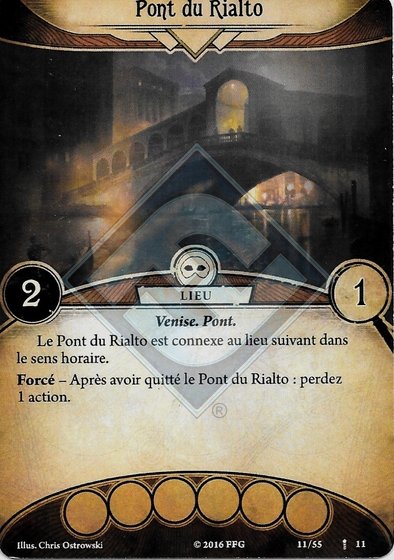 Pont du Rialto
2
LIEU
1
Venise. Pont.
Le Pont du Rialto est connexe au lieu suivant dans
le sens horaire.
Forcé – Après avoir quitté le Pont du Rialto : perdez
1 action.
®
Illus. Chris Ostrowski © 2016 FFG 11/55 11